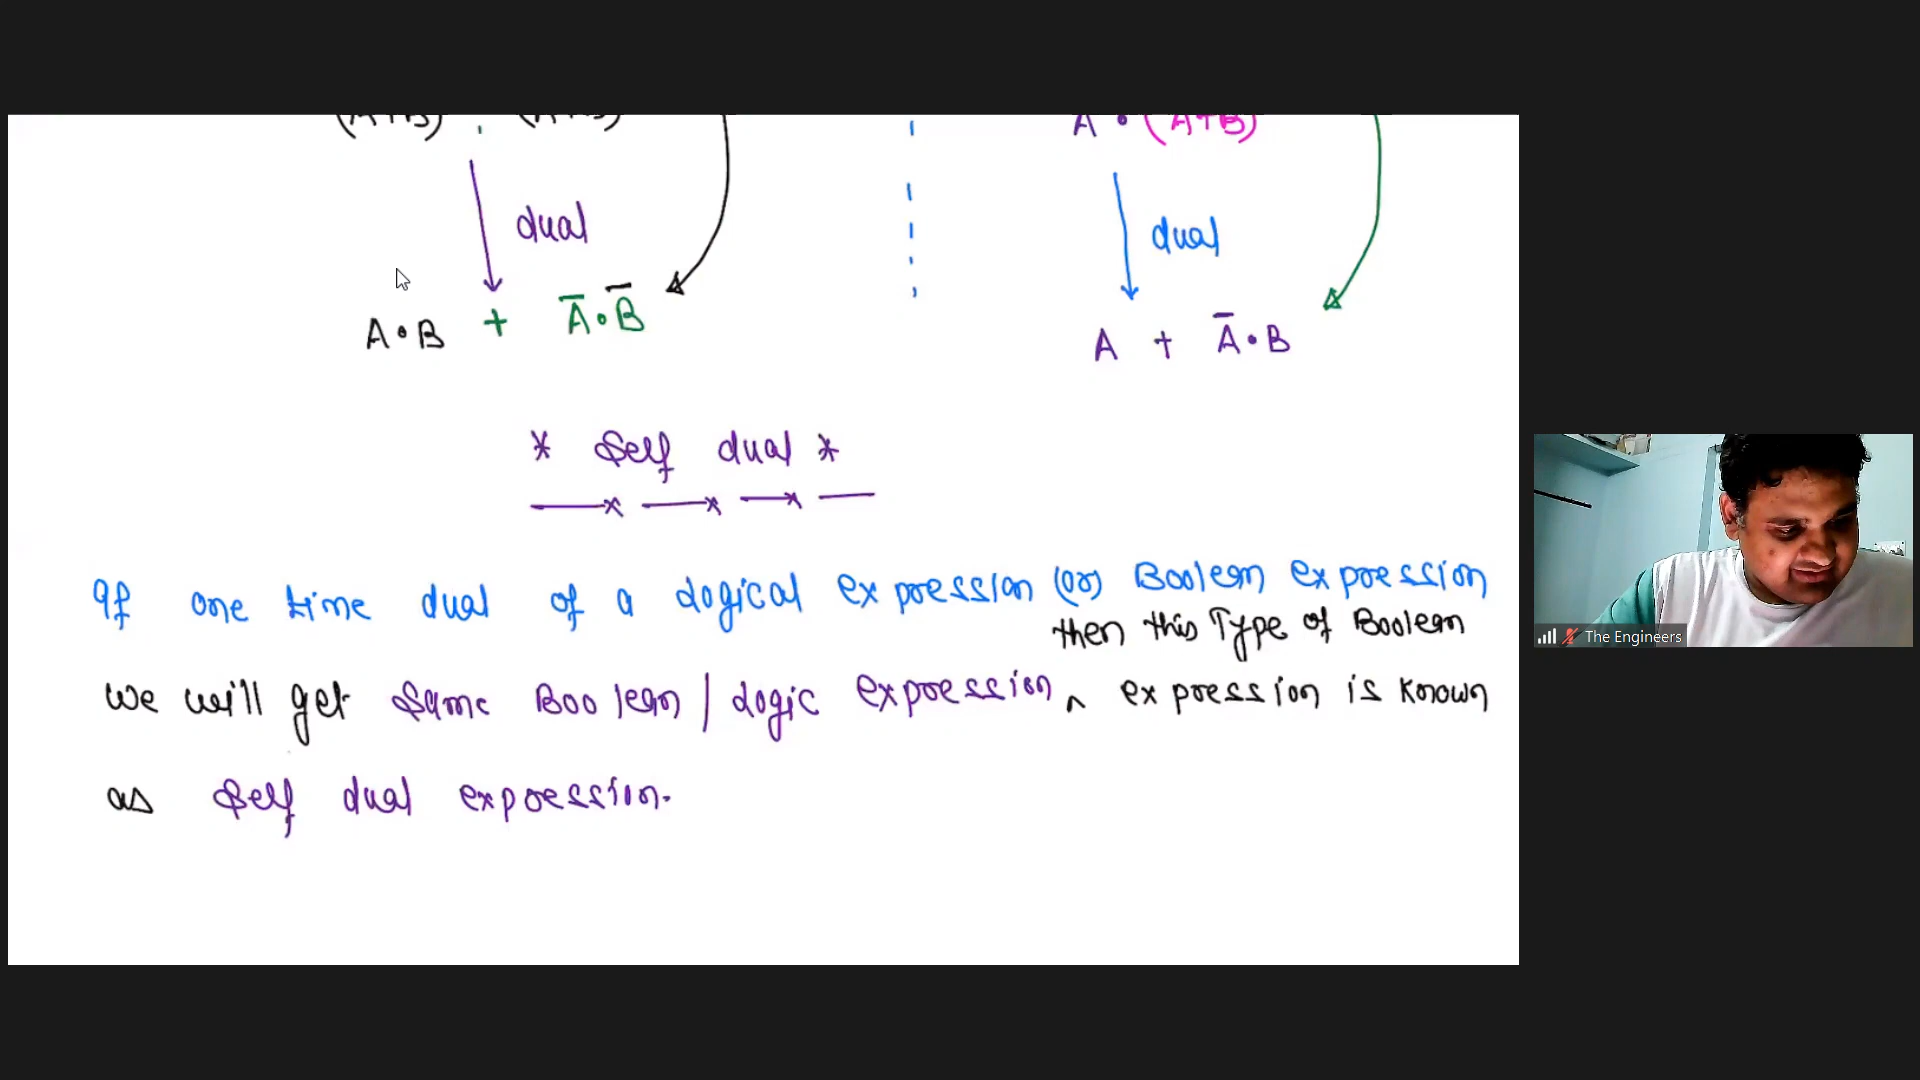 (A+B) . (A+B)
A • (A+B)
dual
dual
A•B + A̅•B̅
A + A̅•B
* Self dual *
If one time dual of a Logical expression (or) Boolean expression
then this Type of Boolean
we will get Same Boolean / Logic expression ^ expression is known
as Self dual expression.
The Engineers